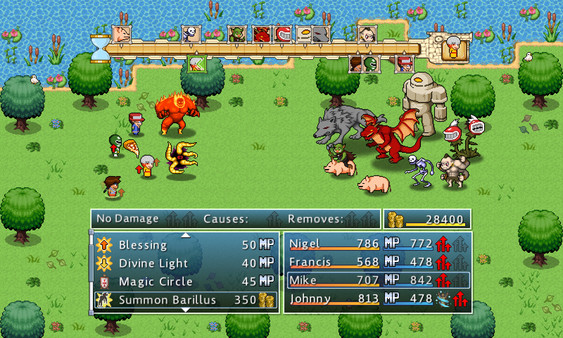 No Damage Causes: Removes: 28400
Blessing 50 MP
Divine Light 40 MP
Magic Circle 45 MP
Summon Barillus 350
Nigel 786 MP 772
Francis 568 MP 478
Mike 707 MP 842
Johnny 813 MP 478